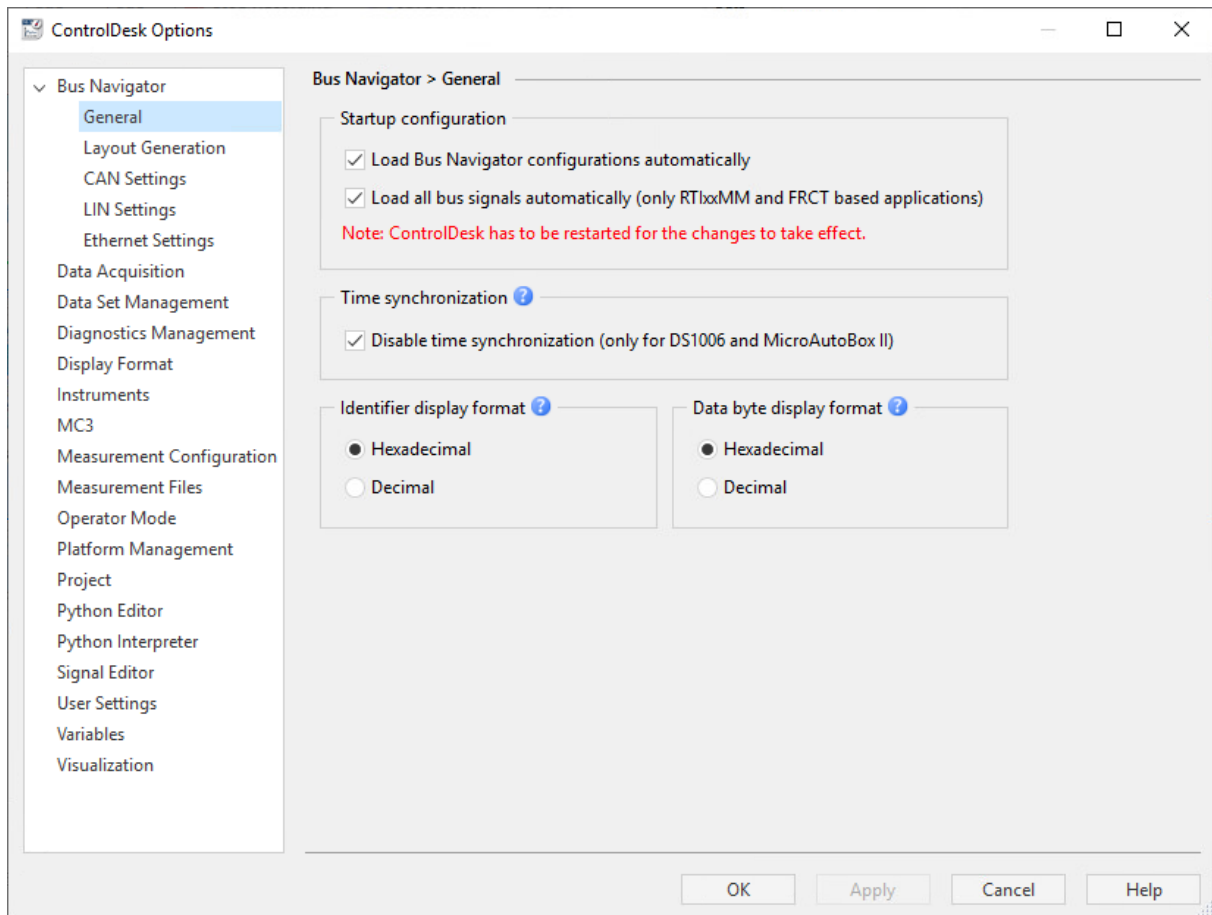 ControlDesk Options
Bus Navigator
General
Layout Generation
CAN Settings
LIN Settings
Ethernet Settings
Data Acquisition
Data Set Management
Diagnostics Management
Display Format
Instruments
MC3
Measurement Configuration
Measurement Files
Operator Mode
Platform Management
Project
Python Editor
Python Interpreter
Signal Editor
User Settings
Variables
Visualization
Bus Navigator > General
Startup configuration
Load Bus Navigator configurations automatically
Load all bus signals automatically (only RTIxxMM and FRCT based applications)
Note: ControlDesk has to be restarted for the changes to take effect.
Time synchronization ?
Disable time synchronization (only for DS1006 and MicroAutoBox II)
Identifier display format ?
Hexadecimal
Decimal
Data byte display format ?
Hexadecimal
Decimal
OK
Apply
Cancel
Help